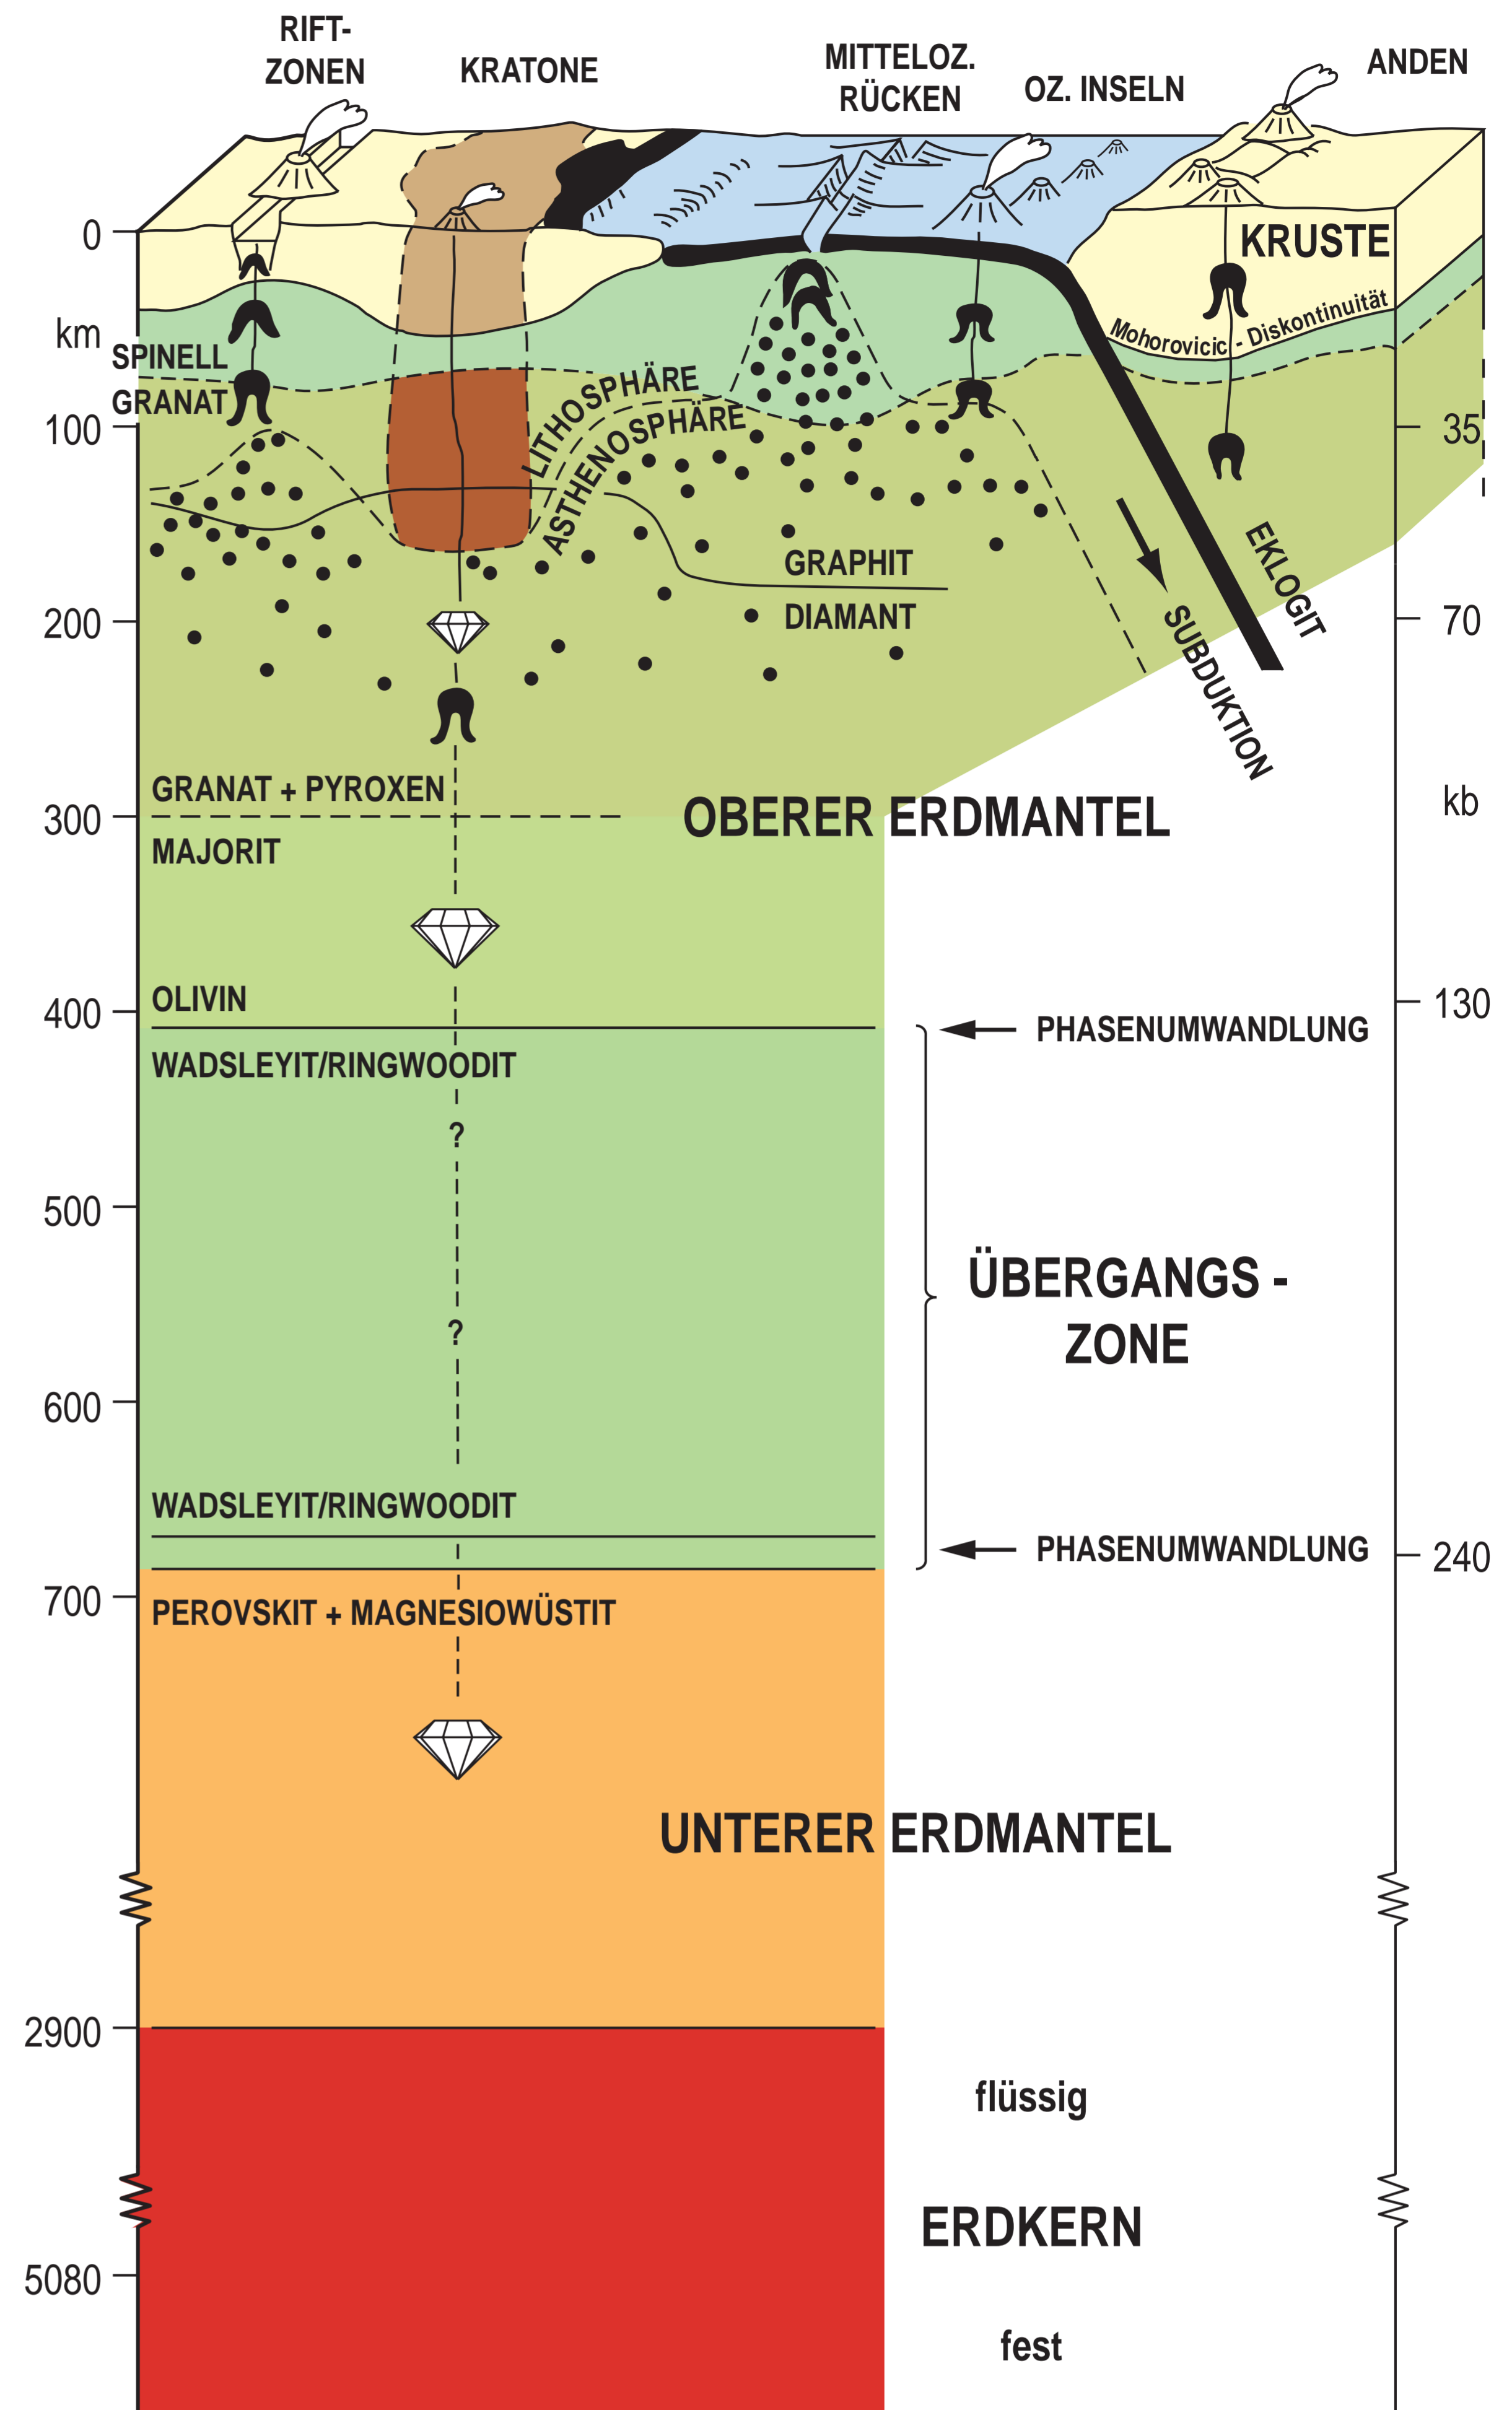 RIFT-
ZONEN
KRATONE
MITTELOZ.
RÜCKEN
OZ. INSELN
ANDEN
0
KRUSTE
Mohorovicic - Diskontinuität
km
SPINELL
GRANAT
LITHOSPHÄRE
ASTHENOSPHÄRE
100
35
GRAPHIT
DIAMANT
EKLOGIT
SUBDUKTION
200
70
GRANAT + PYROXEN
kb
300
OBERER ERDMANTEL
MAJORIT
OLIVIN
400
130
PHASENUMWANDLUNG
WADSLEYIT/RINGWOODIT
?
500
ÜBERGANGS -
ZONE
?
600
WADSLEYIT/RINGWOODIT
PHASENUMWANDLUNG
240
700
PEROVSKIT + MAGNESIOWÜSTIT
UNTERER ERDMANTEL
2900
flüssig
ERDKERN
5080
fest